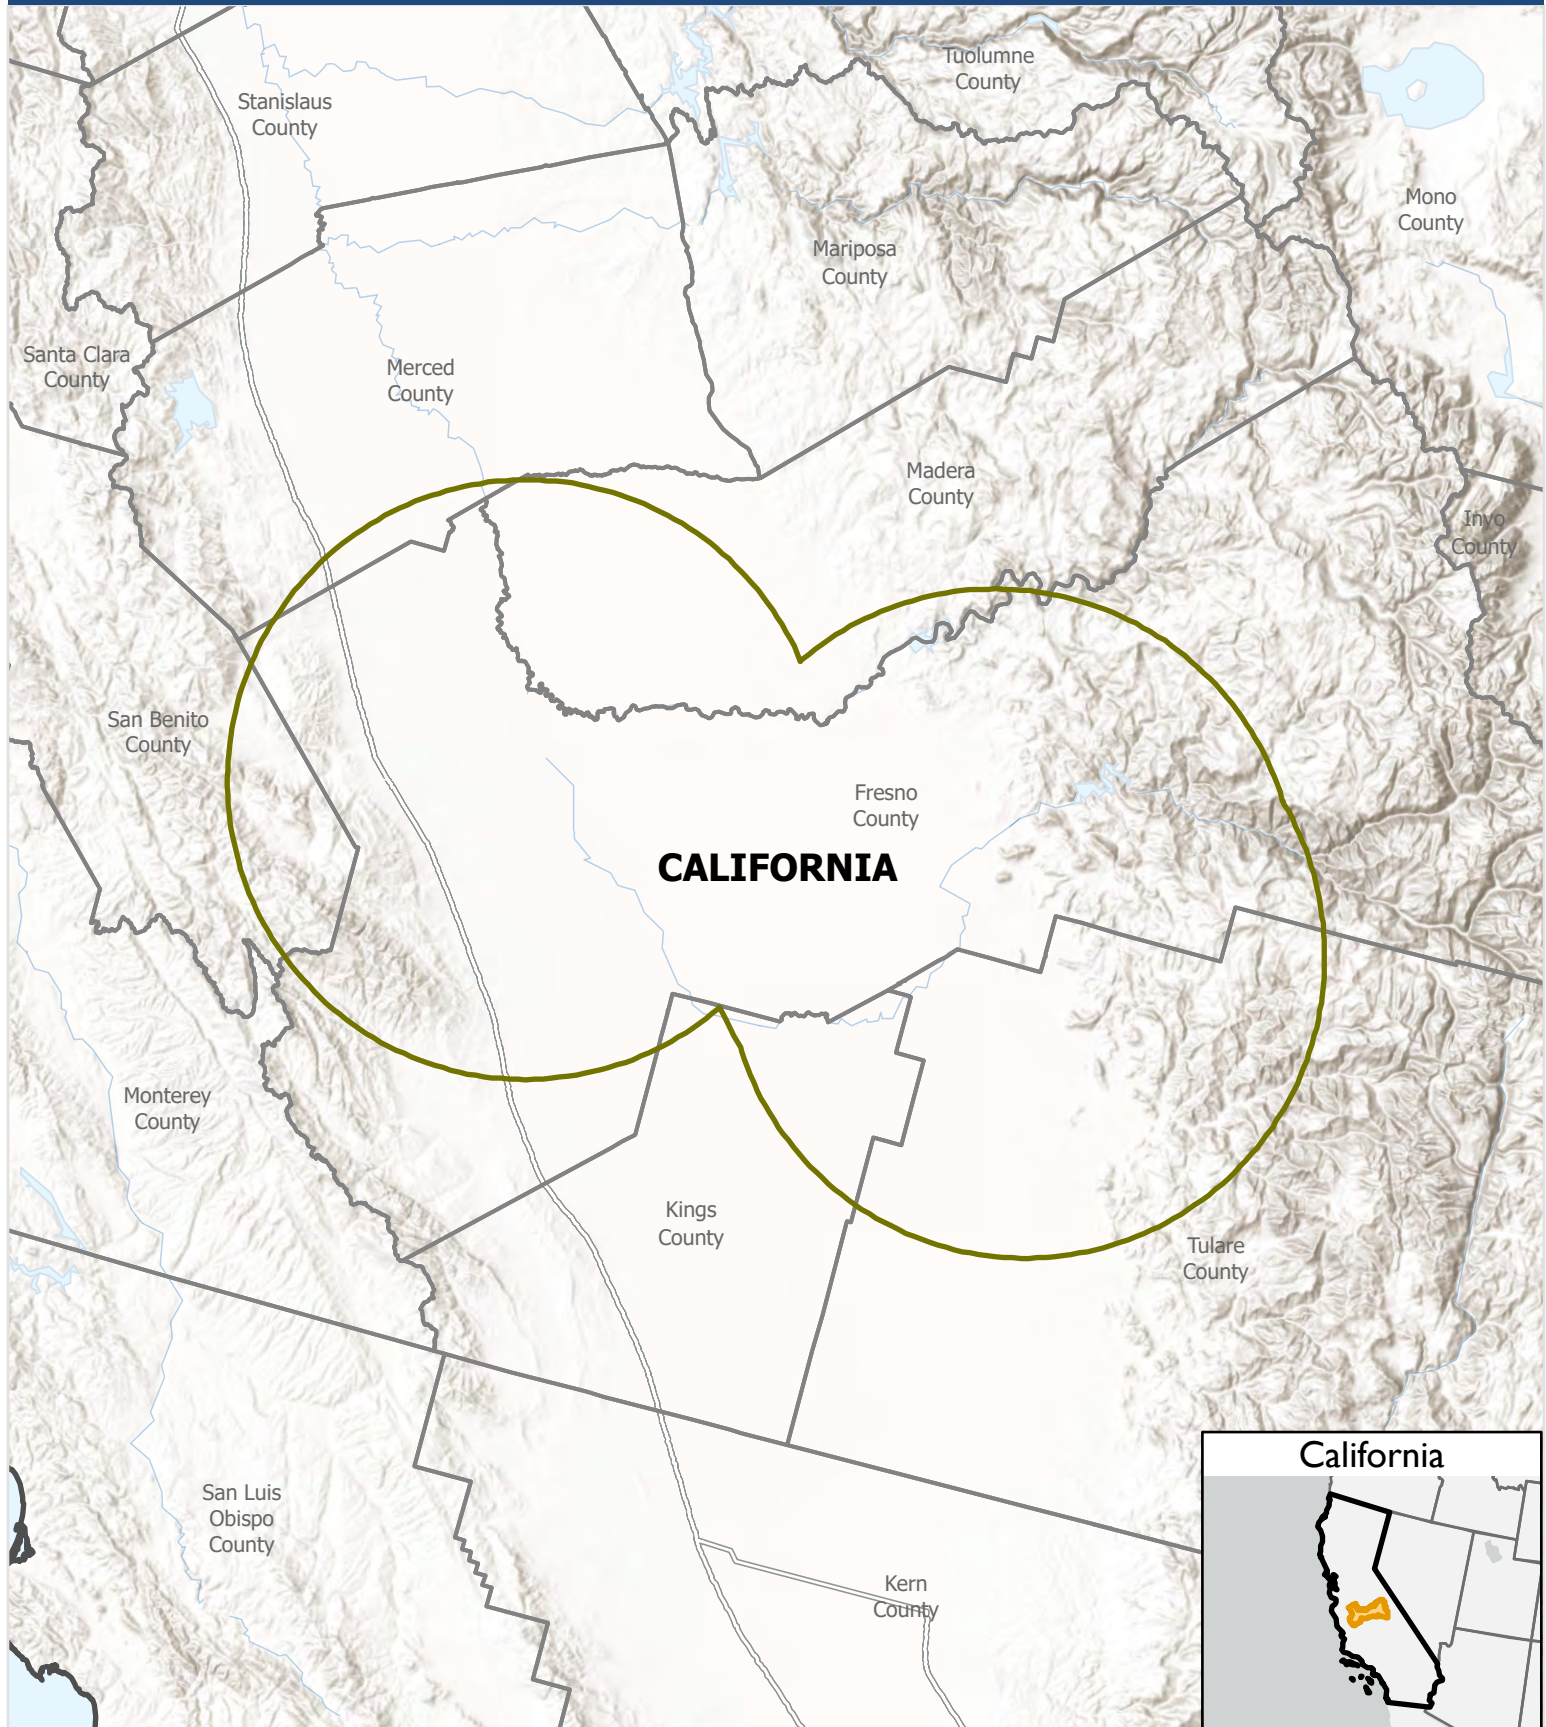 Tuolumne
County
Stanislaus
County
Mono
County
Mariposa
County
Santa Clara
County
Merced
County
Madera
County
Inyo
County
San Benito
County
Fresno
County
CALIFORNIA
Monterey
County
Kings
County
Tulare
County
San Luis
Obispo
County
Kern
County
California